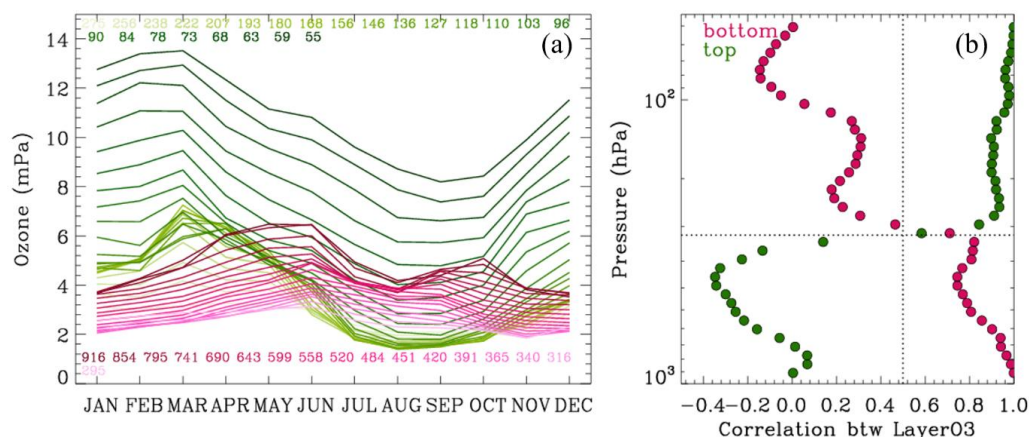 276 256 238 222 207 193 180 168 156 146 136 127 118 110 103 96
90 84 78 73 68 63 59 55
(a)
14
12
10
8
6
4
2
0
Ozone (mPa)
916 854 795 741 690 643 599 558 520 484 451 420 391 365 340 316
295
JAN FEB MAR APR MAY JUN JUL AUG SEP OCT NOV DEC
bottom
top
(b)
10²
10³
Pressure (hPa)
-0.4 -0.2 0.0 0.2 0.4 0.6 0.8 1.0
Correlation btw LayerO3